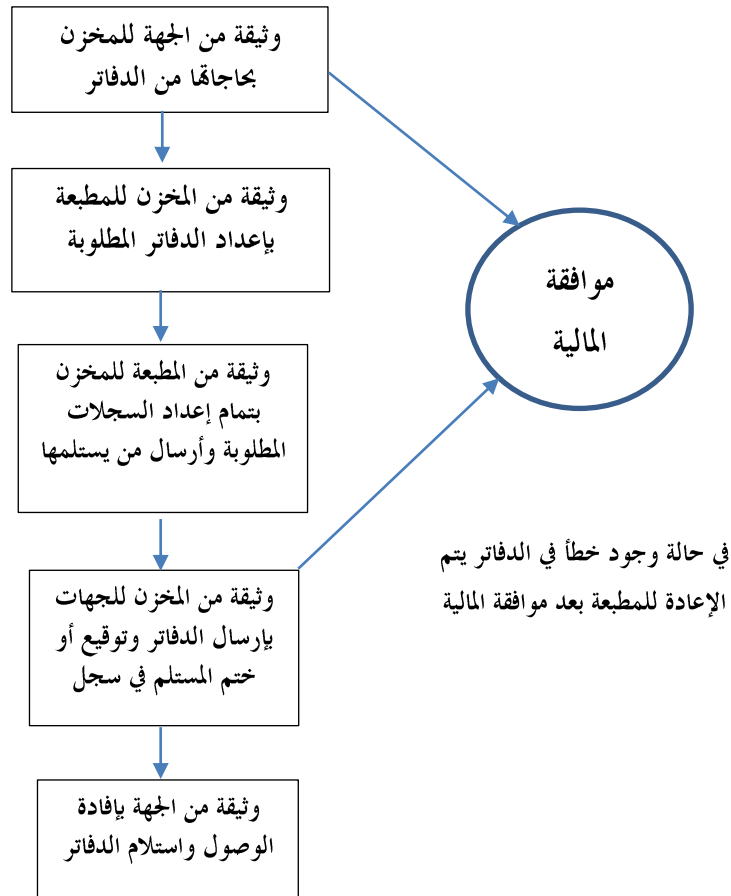 وثيقة من الجهة للمخزن
بحاجاتها من الدفاتر
وثيقة من المخزن للمطبعة
بإعداد الدفاتر المطلوبة
وثيقة من المطبعة للمخزن
بتمام إعداد السجلات
المطلوبة وأرسال من يستلمها
وثيقة من المخزن للجهات
بإرسال الدفاتر وتوقيع أو
ختم المستلم في سجل
وثيقة من الجهة بإفادة
الوصول واستلام الدفاتر
موافقة
المالية
في حالة وجود خطأ في الدفاتر يتم
الإعادة للمطبعة بعد موافقة المالية